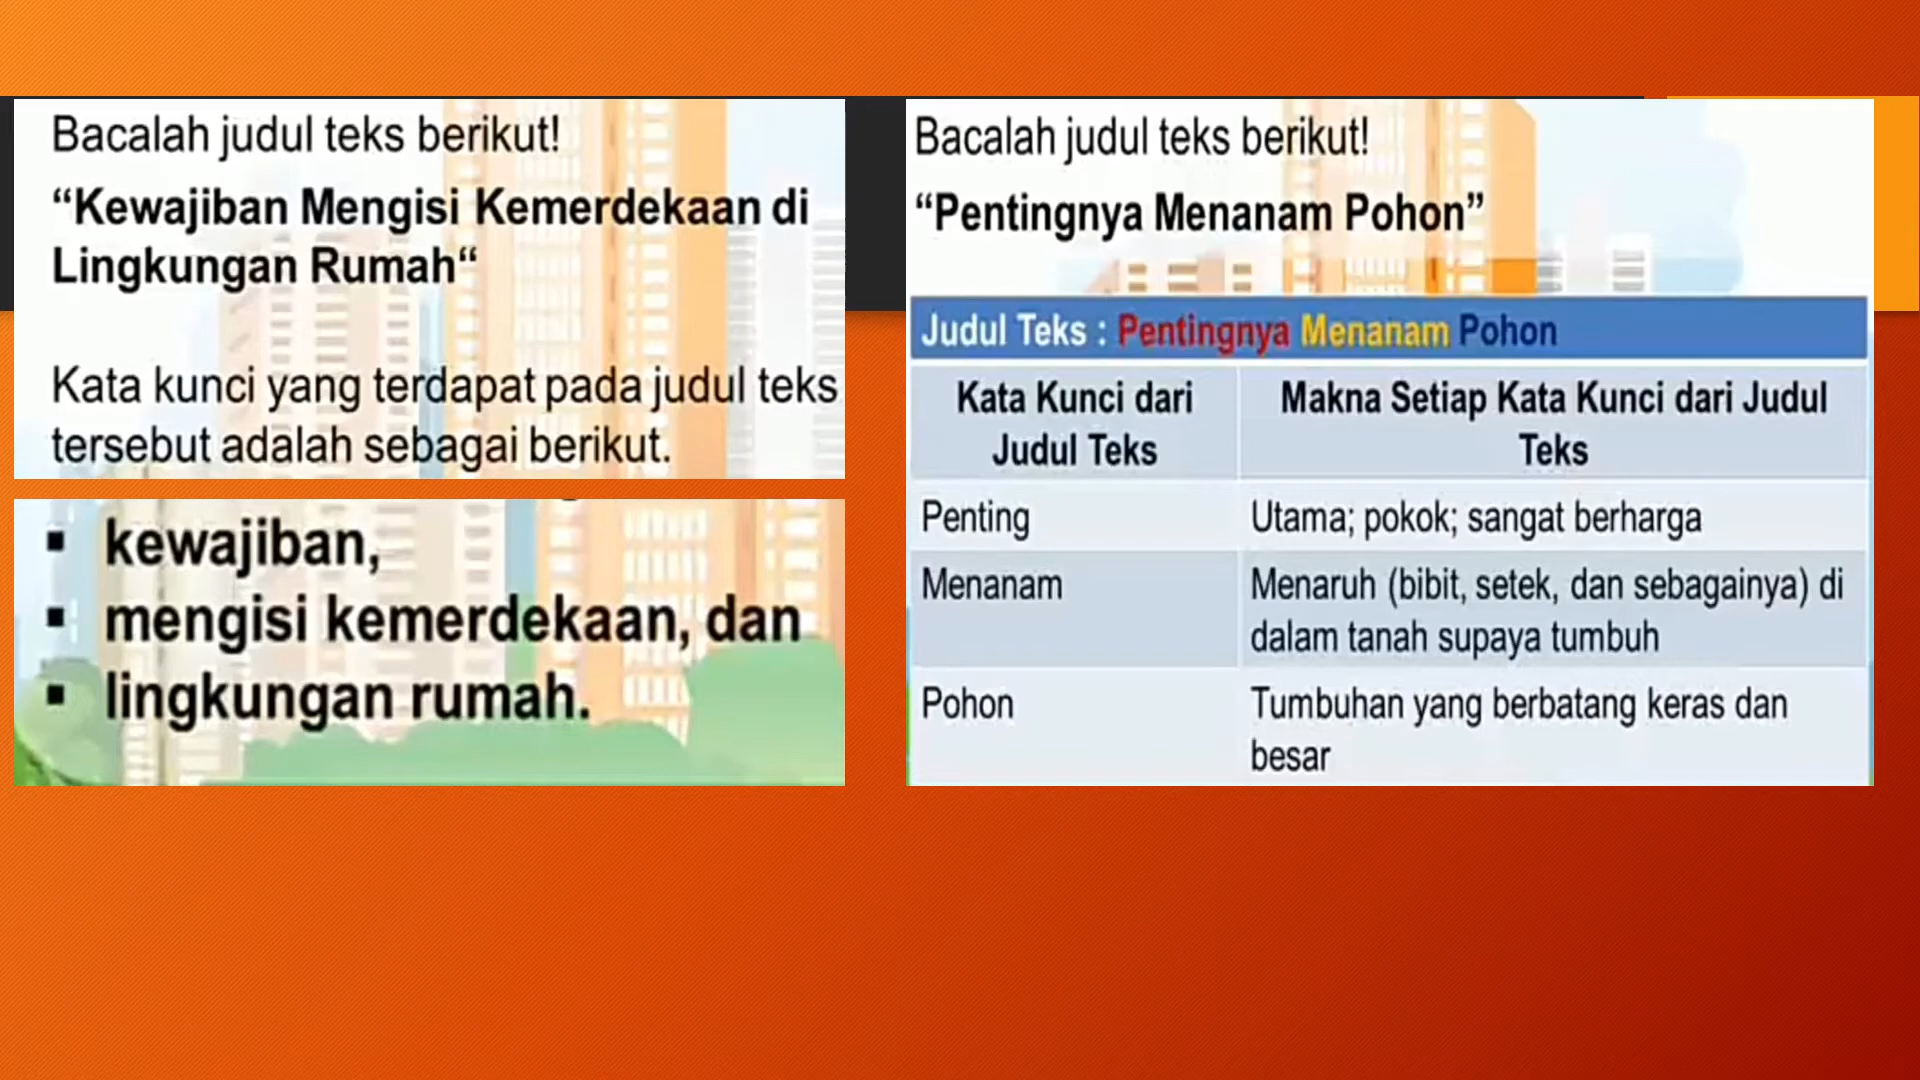 Bacalah judul teks berikut!
“Kewajiban Mengisi Kemerdekaan di
Lingkungan Rumah“
Kata kunci yang terdapat pada judul teks
tersebut adalah sebagai berikut.
▪ kewajiban,
▪ mengisi kemerdekaan, dan
▪ lingkungan rumah.
Bacalah judul teks berikut!
“Pentingnya Menanam Pohon”
Judul Teks : Pentingnya Menanam Pohon
Kata Kunci dari
Judul Teks
Makna Setiap Kata Kunci dari Judul
Teks
Penting
Utama; pokok; sangat berharga
Menanam
Menaruh (bibit, setek, dan sebagainya) di
dalam tanah supaya tumbuh
Pohon
Tumbuhan yang berbatang keras dan
besar